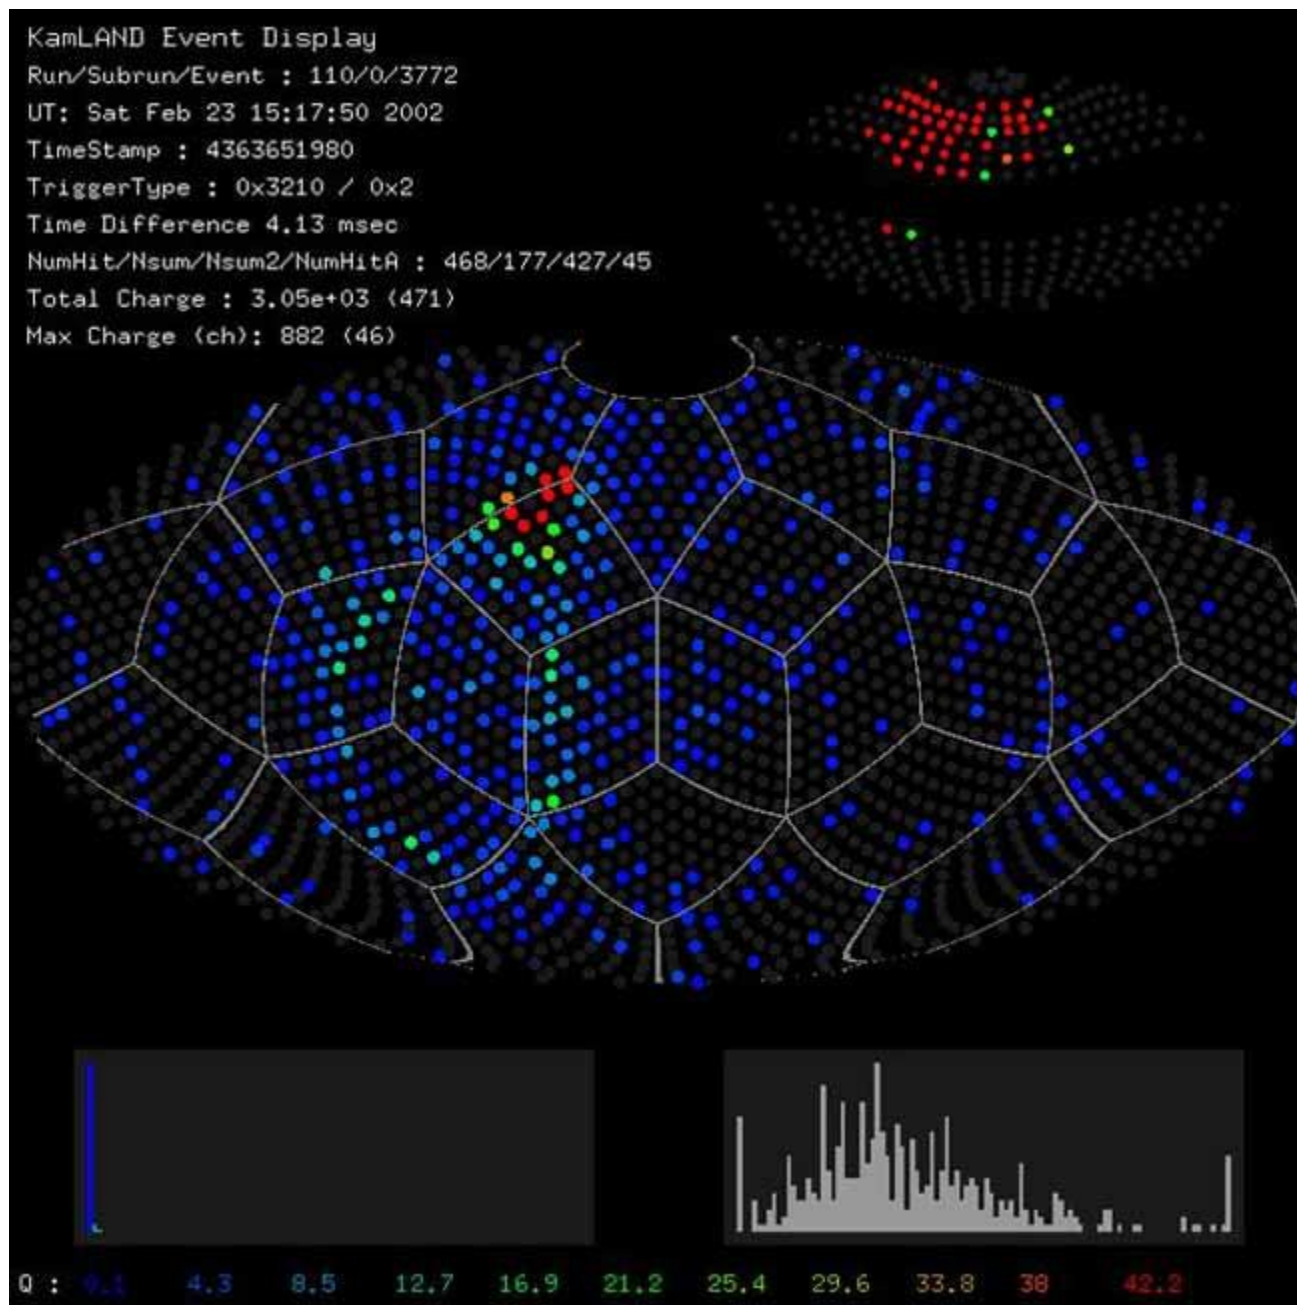 KamLAND Event Display
Run/Subrun/Event : 110/0/3772
UT: Sat Feb 23 15:17:50 2002
TimeStamp : 4363651980
TriggerType : 0x3210 / 0x2
Time Difference 4.13 msec
NumHit/Nsum/Nsum2/NumHitA : 468/177/427/45
Total Charge : 3.05e+03 (471)
Max Charge (ch): 882 (46)
Q : 0.1 4.3 8.5 12.7 16.9 21.2 25.4 29.6 33.8 38 42.2